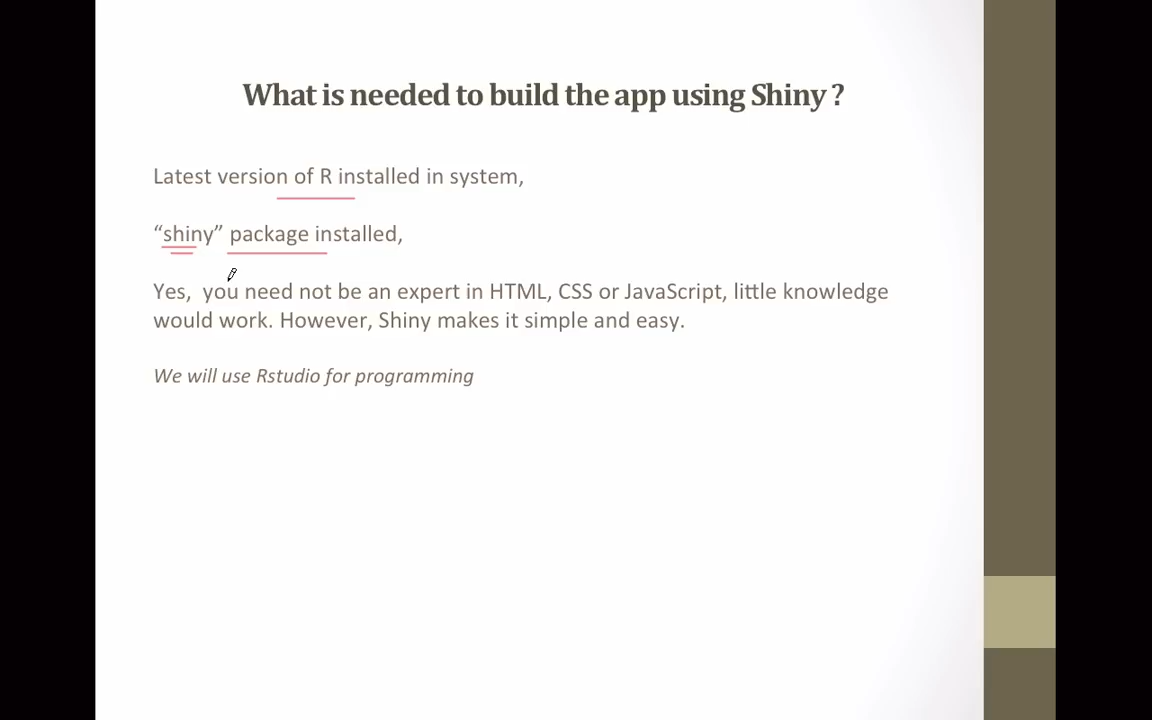 What is needed to build the app using Shiny ?
Latest version of R installed in system,
“shiny” package installed,
Yes,  you need not be an expert in HTML, CSS or JavaScript, little knowledge
would work. However, Shiny makes it simple and easy.
We will use Rstudio for programming